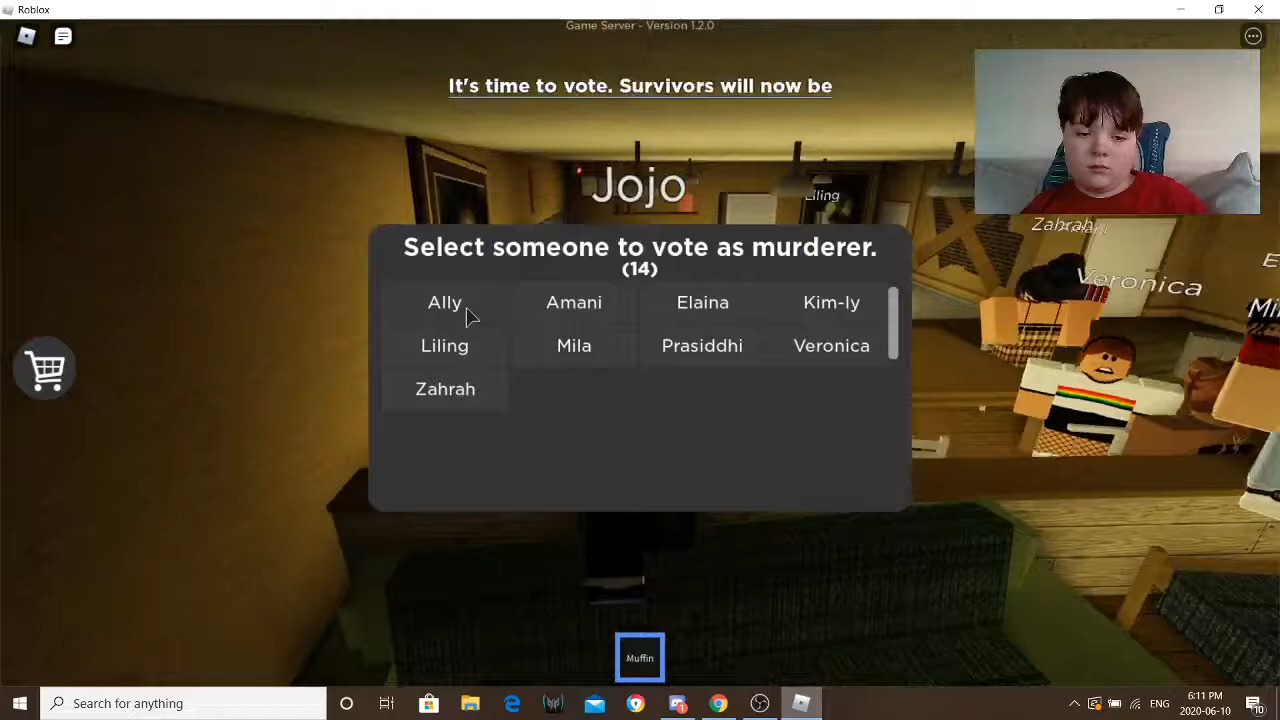 Roblox
Game Server - Version 1.2.0
It's time to vote. Survivors will now be
Jojo
Liling
Zahrah
Veronica
Select someone to vote as murderer.
(14)
Ally Amani Elaina Kim-ly
Liling Mila Prasiddhi Veronica
Zahrah
Muffin
Search for anything
ENG
6:11 PM
2020-06-10
10